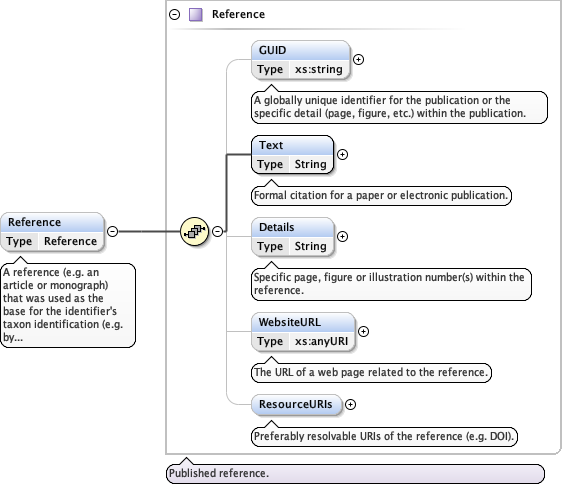 Reference
GUID
Type xs:string
A globally unique identifier for the publication or the
specific detail (page, figure, etc.) within the publication.
Text
Type String
Formal citation for a paper or electronic publication.
Reference
Type Reference
A reference (e.g. an
article or monograph)
that was used as the
base for the identifier's
taxon identification (e.g.
by...
Details
Type String
Specific page, figure or illustration number(s) within the
reference.
WebsiteURL
Type xs:anyURI
The URL of a web page related to the reference.
ResourceURIs
Preferably resolvable URIs of the reference (e.g. DOI).
Published reference.